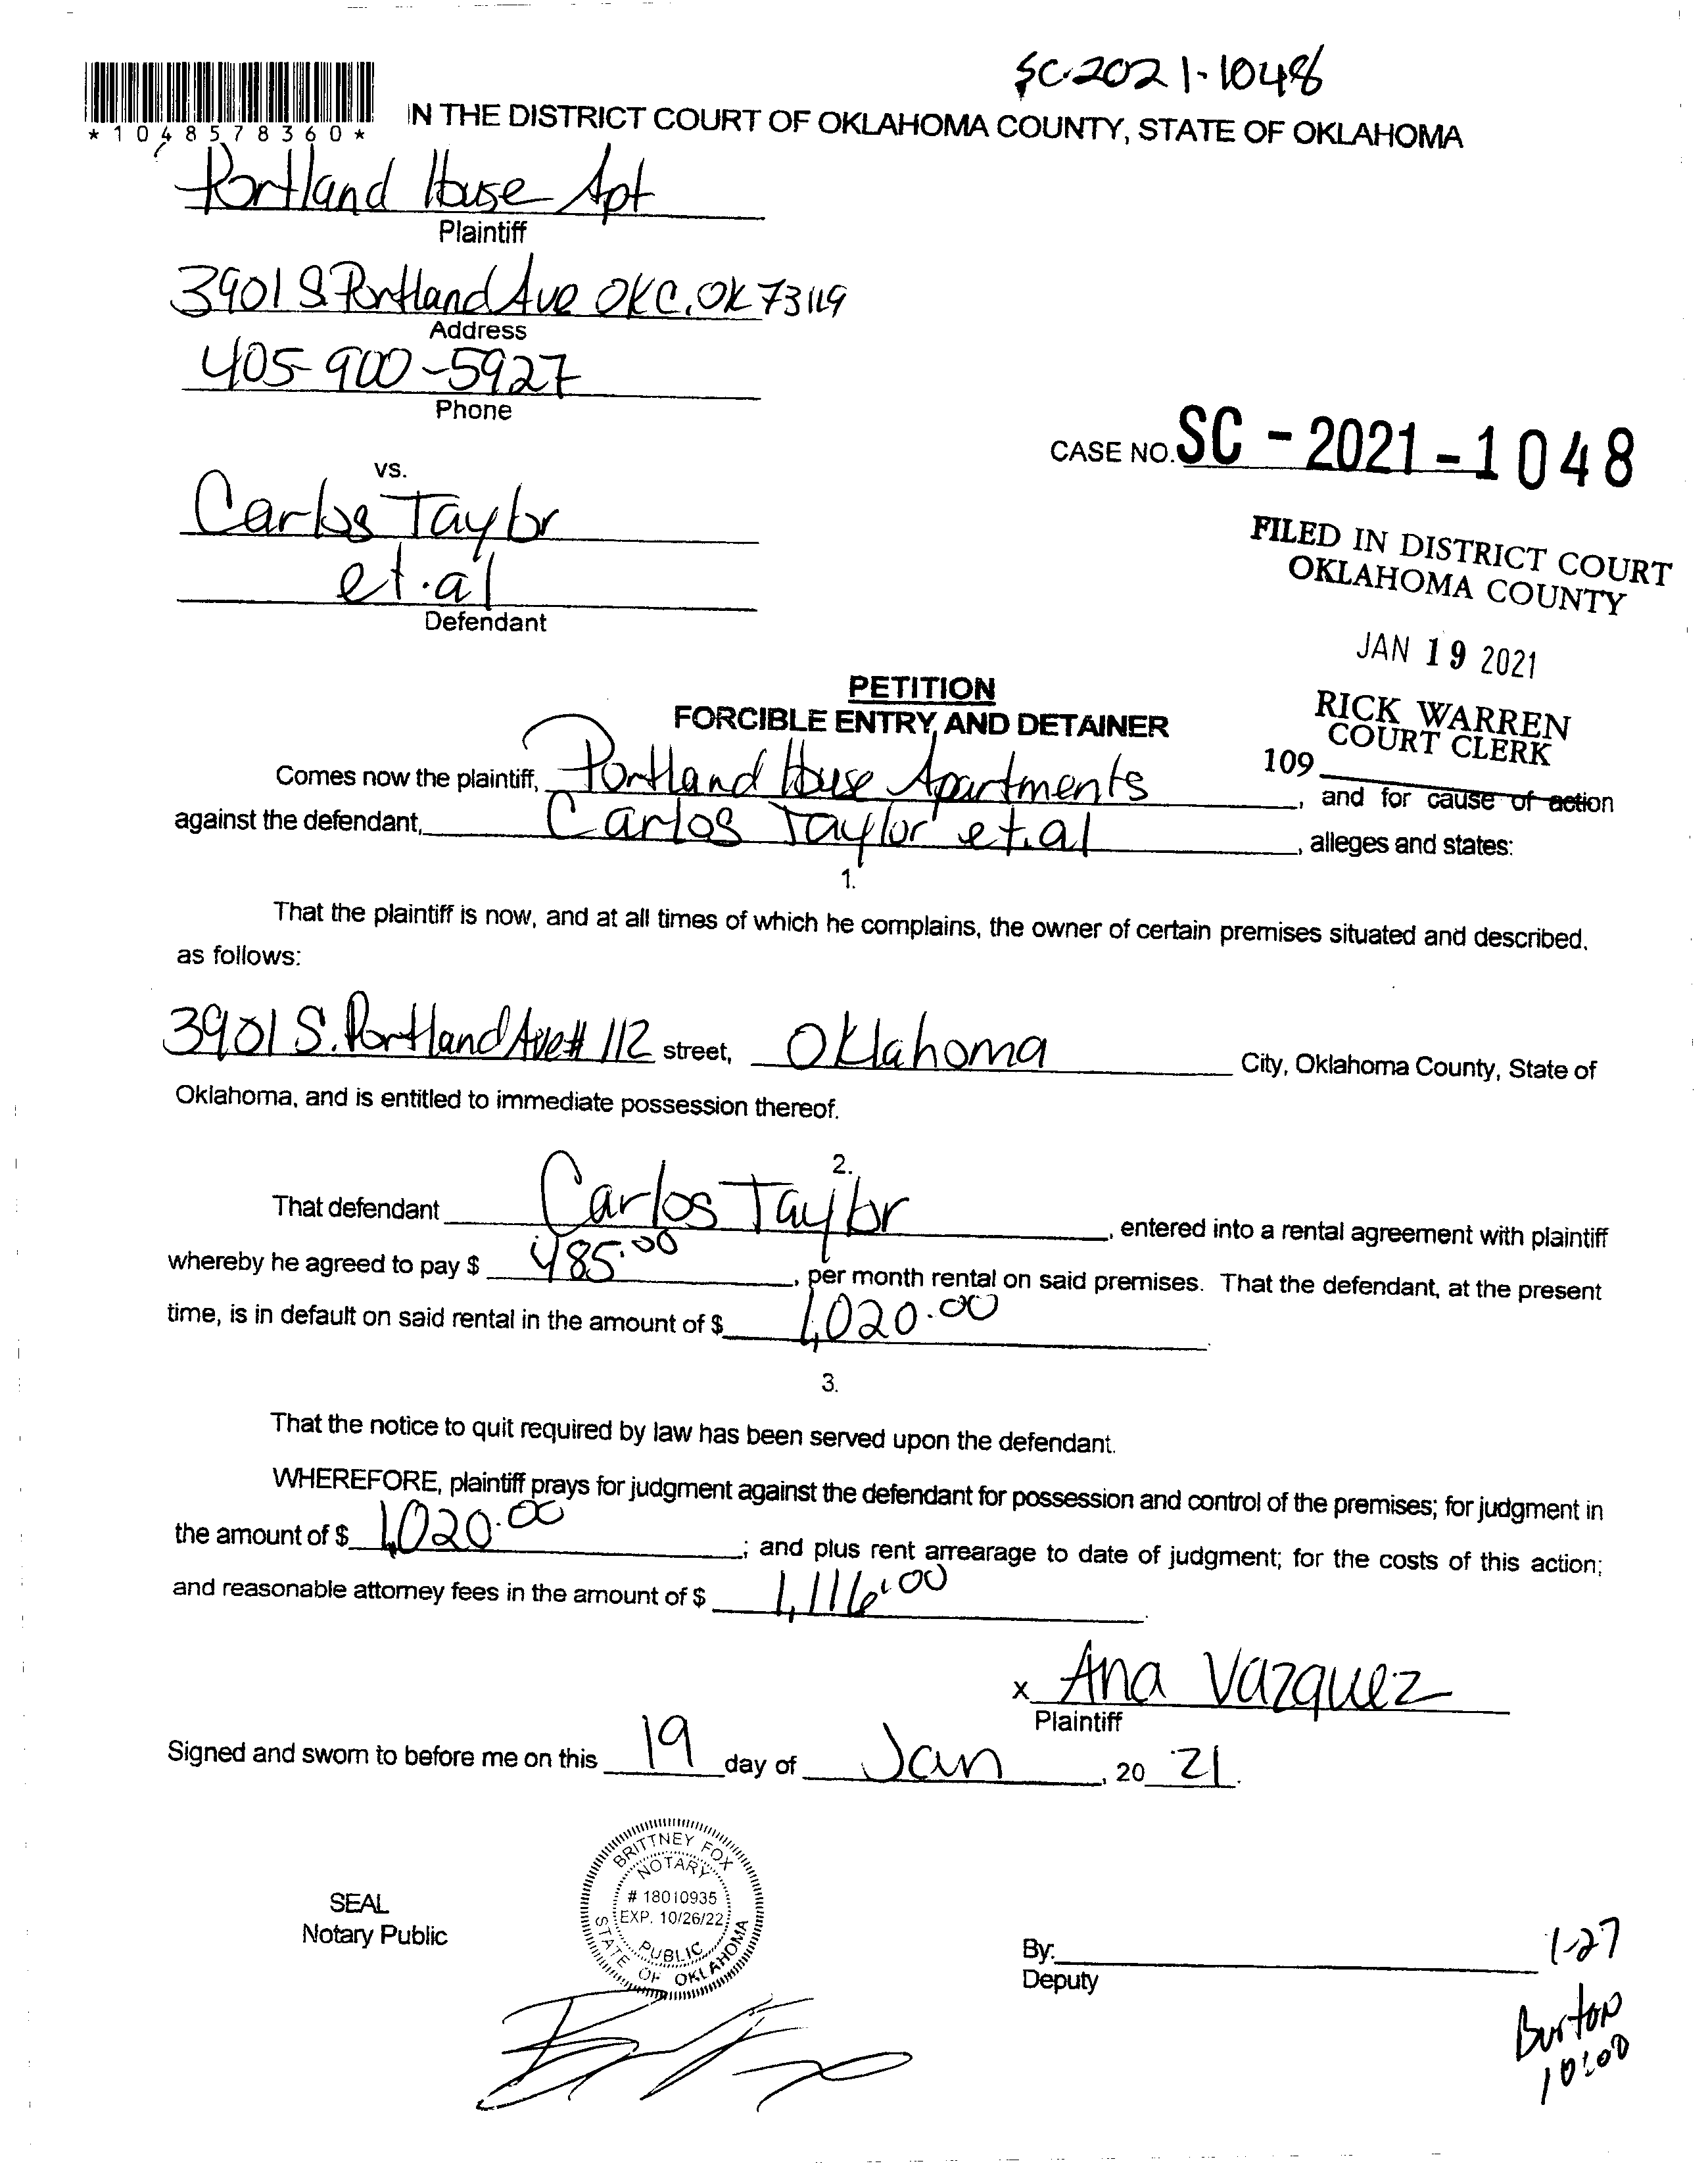 SC-2021-1048
*1048578360*
IN THE DISTRICT COURT OF OKLAHOMA COUNTY, STATE OF OKLAHOMA
Portland House Apt
Plaintiff
3901 S Portland Ave OKC, OK 73119
Address
405-900-5927
Phone
CASE NO. SC-2021-1048
vs.
Carlos Taylor
et.al
Defendant
FILED IN DISTRICT COURT
OKLAHOMA COUNTY
JAN 19 2021
RICK WARREN
COURT CLERK
109
PETITION
FORCIBLE ENTRY AND DETAINER
Comes now the plaintiff, Portland House Apartments, and for cause of action
against the defendant, Carlos Taylor et.al, alleges and states:
1.
That the plaintiff is now, and at all times of which he complains, the owner of certain premises situated and described.
as follows:
3901 S. Portland Ave# 112 street, Oklahoma City, Oklahoma County, State of
Oklahoma, and is entitled to immediate possession thereof.
2.
That defendant Carlos Taylor, entered into a rental agreement with plaintiff
whereby he agreed to pay $ 485.00, per month rental on said premises. That the defendant, at the present
time, is in default on said rental in the amount of $ 1,020.00.
3.
That the notice to quit required by law has been served upon the defendant.
WHEREFORE, plaintiff prays for judgment against the defendant for possession and control of the premises; for judgment in
the amount of $ 1,020.00; and plus rent arrearage to date of judgment; for the costs of this action;
and reasonable attorney fees in the amount of $ 1,116.00
x Ana Vazquez
Plaintiff
Signed and sworn to before me on this 19 day of Jan, 20 21.
SEAL
Notary Public
BRITTNEY FOX
NOTARY
# 18010935
EXP. 10/26/22
PUBLIC
STATE OF OKLAHOMA
By:
Deputy
1-27
Burton
10:00